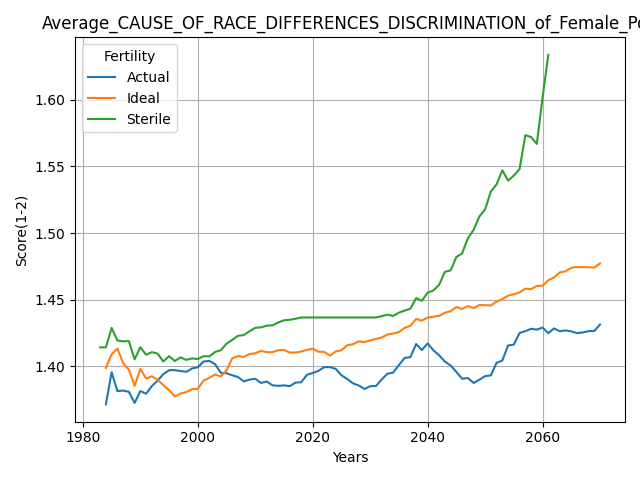 Average_CAUSE_OF_RACE_DIFFERENCES_DISCRIMINATION_of_Female_Po
Fertility
Actual
Ideal
Sterile
1.60
1.55
1.50
1.45
1.40
Score(1-2)
1980
2000
2020
2040
2060
Years